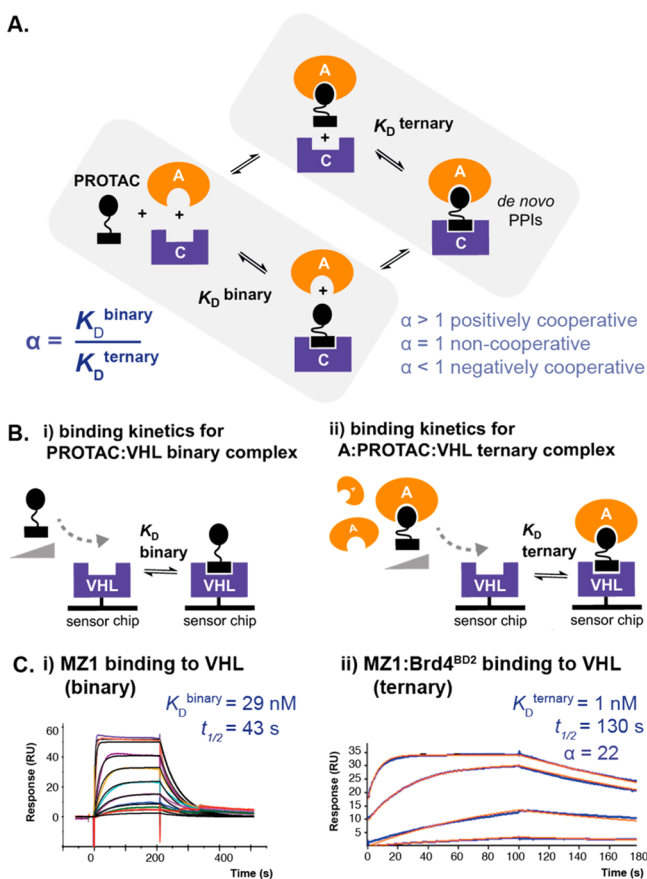 A.
A
+
C
K_D ternary
PROTAC
A
+
+
C
A
C
de novo
PPIs
K_D binary
A
+
C
α = K_D^binary
K_D^ternary
α > 1 positively cooperative
α = 1 non-cooperative
α < 1 negatively cooperative
B.
i) binding kinetics for
PROTAC:VHL binary complex
ii) binding kinetics for
A:PROTAC:VHL ternary complex
K_D
binary
VHL
VHL
sensor chip
sensor chip
A
A
K_D
ternary
A
VHL
VHL
sensor chip
sensor chip
C.
i) MZ1 binding to VHL
(binary)
K_D^binary = 29 nM
t_1/2 = 43 s
Response (RU)
60
40
20
0
0
200
400
Time (s)
ii) MZ1:Brd4^BD2 binding to VHL
(ternary)
K_D^ternary = 1 nM
t_1/2 = 130 s
α = 22
Response (RU)
35
30
25
20
15
10
5
0 20 40 60 80 100 120 140 160 180
Time (s)